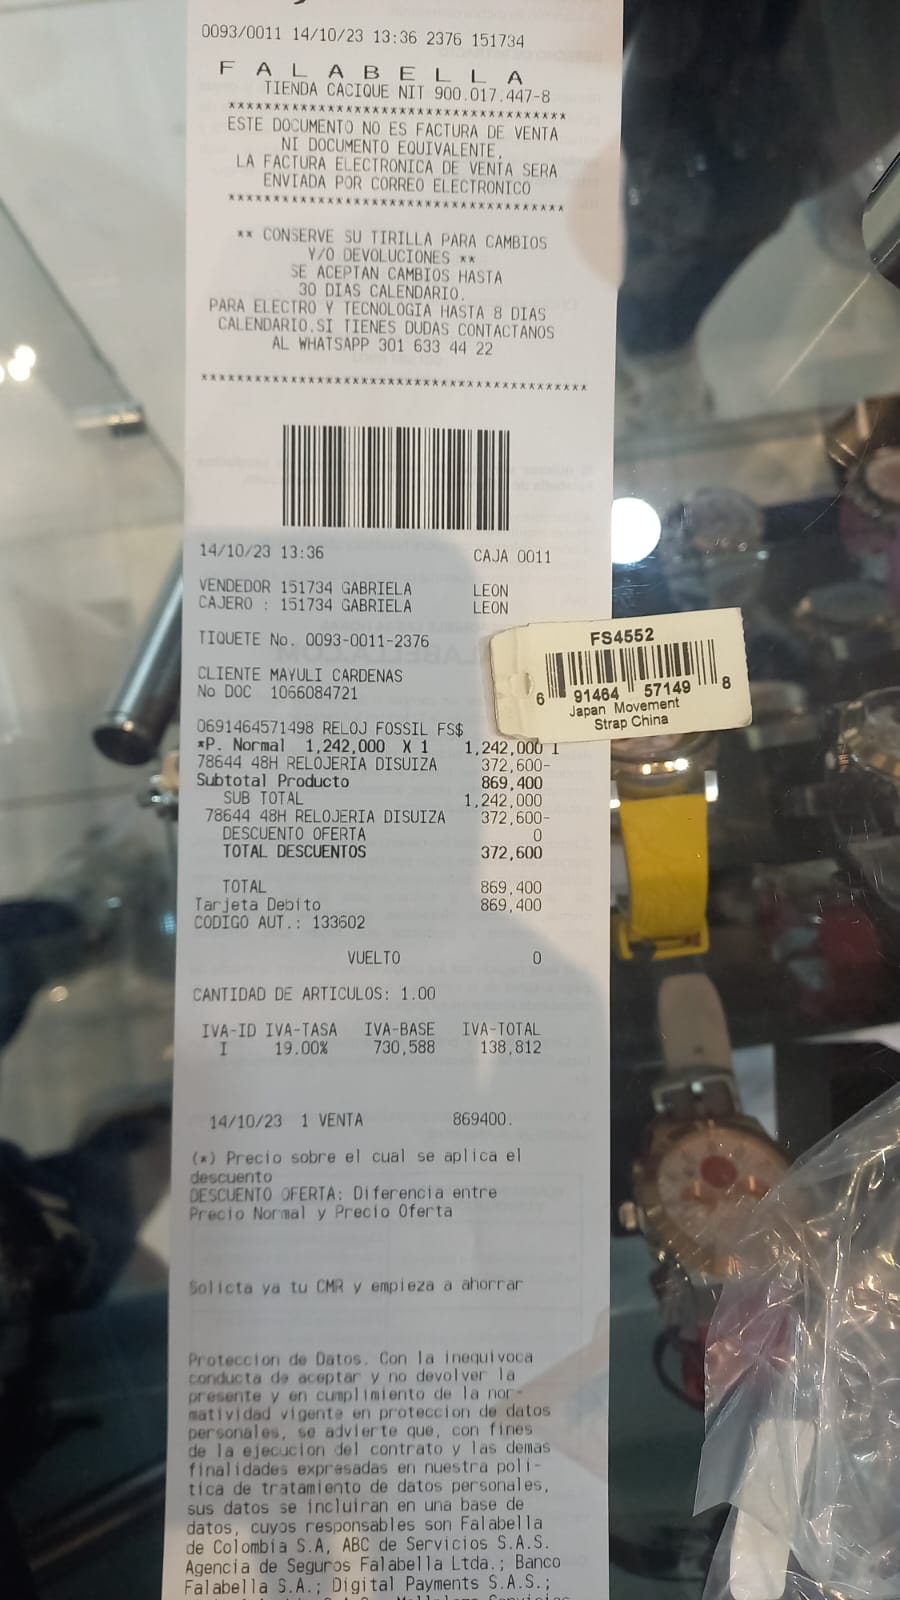 0093/0011 14/10/23 13:36 2376 151734
F A L A B E L L A
TIENDA CACIQUE NIT 900.017.447-8
****************************************
ESTE DOCUMENTO NO ES FACTURA DE VENTA
NI DOCUMENTO EQUIVALENTE,
LA FACTURA ELECTRONICA DE VENTA SERA
ENVIADA POR CORREO ELECTRONICO
****************************************
** CONSERVE SU TIRILLA PARA CAMBIOS
Y/O DEVOLUCIONES **
SE ACEPTAN CAMBIOS HASTA
30 DIAS CALENDARIO.
PARA ELECTRO Y TECNOLOGIA HASTA 8 DIAS
CALENDARIO.SI TIENES DUDAS CONTACTANOS
AL WHATSAPP 301 633 44 22
*********************************************
14/10/23 13:36 CAJA 0011
VENDEDOR 151734 GABRIELA LEON
CAJERO : 151734 GABRIELA LEON
TIQUETE No. 0093-0011-2376
CLIENTE MAYULI CARDENAS
No DOC 1066084721
0691464571498 RELOJ FOSSIL FS$
*P. Normal 1,242,000 X 1 1,242,000 I
78644 48H RELOJERIA DISUIZA 372,600-
Subtotal Producto 869,400
SUB TOTAL 1,242,000
78644 48H RELOJERIA DISUIZA 372,600-
DESCUENTO OFERTA 0
TOTAL DESCUENTOS 372,600
TOTAL 869,400
Tarjeta Debito 869,400
CODIGO AUT.: 133602
VUELTO 0
CANTIDAD DE ARTICULOS: 1.00
IVA-ID IVA-TASA IVA-BASE IVA-TOTAL
I 19.00% 730,588 138,812
14/10/23 1 VENTA 869400.
(*) Precio sobre el cual se aplica el
descuento
DESCUENTO OFERTA: Diferencia entre
Precio Normal y Precio Oferta
Solicta ya tu CMR y empieza a ahorrar
Proteccion de Datos. Con la inequivoca
conducta de aceptar y no devolver la
presente y en cumplimiento de la nor-
matividad vigente en proteccion de datos
personales, se advierte que, con fines
de la ejecucion del contrato y las demas
finalidades expresadas en nuestra poli-
tica de tratamiento de datos personales,
sus datos se incluiran en una base de
datos, cuyos responsables son Falabella
de Colombia S.A, ABC de Servicios S.A.S.
Agencia de Seguros Falabella Ltda.; Banco
Falabella S.A.; Digital Payments S.A.S.;
FS4552
6 91464 57149 8
Japan Movement
Strap China